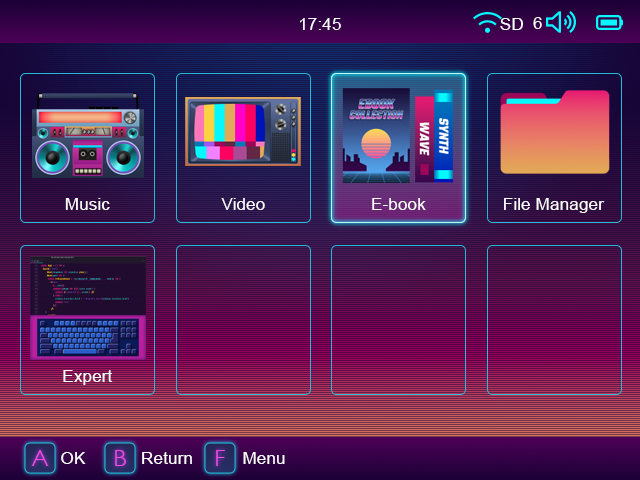 17:45
SD 6
EBOOK
COLLECTION
WAVE
SYNTH
Music
Video
E-book
File Manager
Expert
A OK
B Return
F Menu